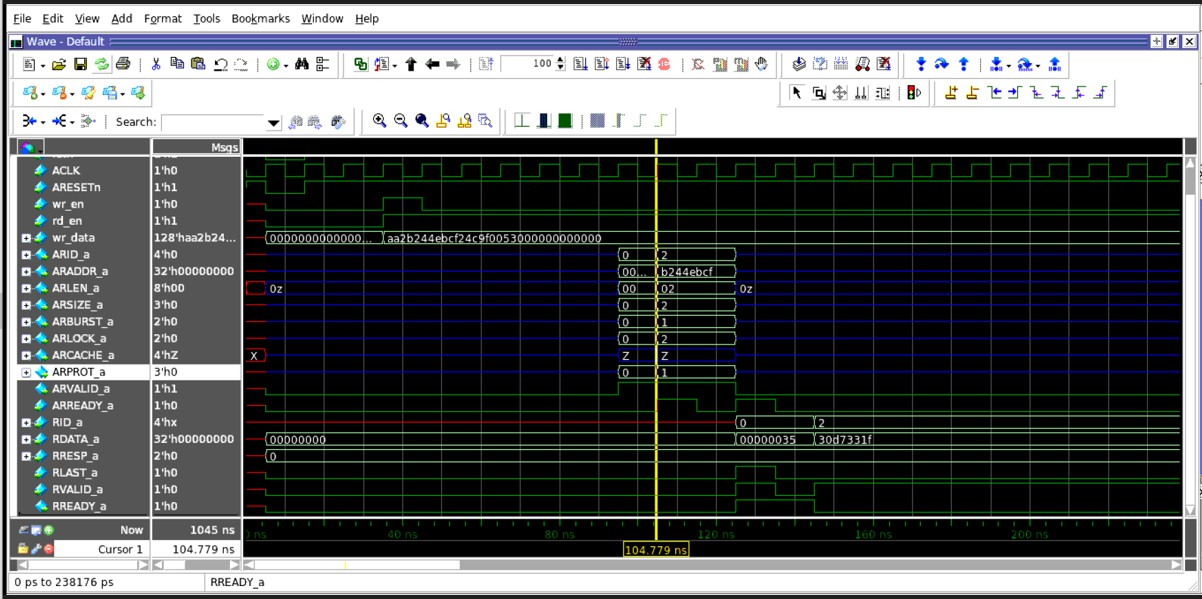 File Edit View Add Format Tools Bookmarks Window Help
Wave - Default
100
Search:
Msgs
ACLK 1'h0
ARESETn 1'h1
wr_en 1'h0
rd_en 1'h1
wr_data 128'haa2b24... 0000000000000... aa2b244ebcf24c9f0053000000000000
ARID_a 4'h0 0 2
ARADDR_a 32'h00000000 00... b244ebcf
ARLEN_a 8'h00 0z 00 02 0z
ARSIZE_a 3'h0 0 2
ARBURST_a 2'h0 0 1
ARLOCK_a 2'h0 0 2
ARCACHE_a 4'hZ X Z Z
ARPROT_a 3'h0 0 1
ARVALID_a 1'h1
ARREADY_a 1'h0
RID_a 4'hx 0 2
RDATA_a 32'h00000000 00000000 00000035 30d7331f
RRESP_a 2'h0 0
RLAST_a 1'h0
RVALID_a 1'h0
RREADY_a 1'h0
Now 1045 ns ns 40 ns 80 ns 120 ns 160 ns 200 ns
Cursor 1 104.779 ns 104.779 ns
0 ps to 238176 ps RREADY_a